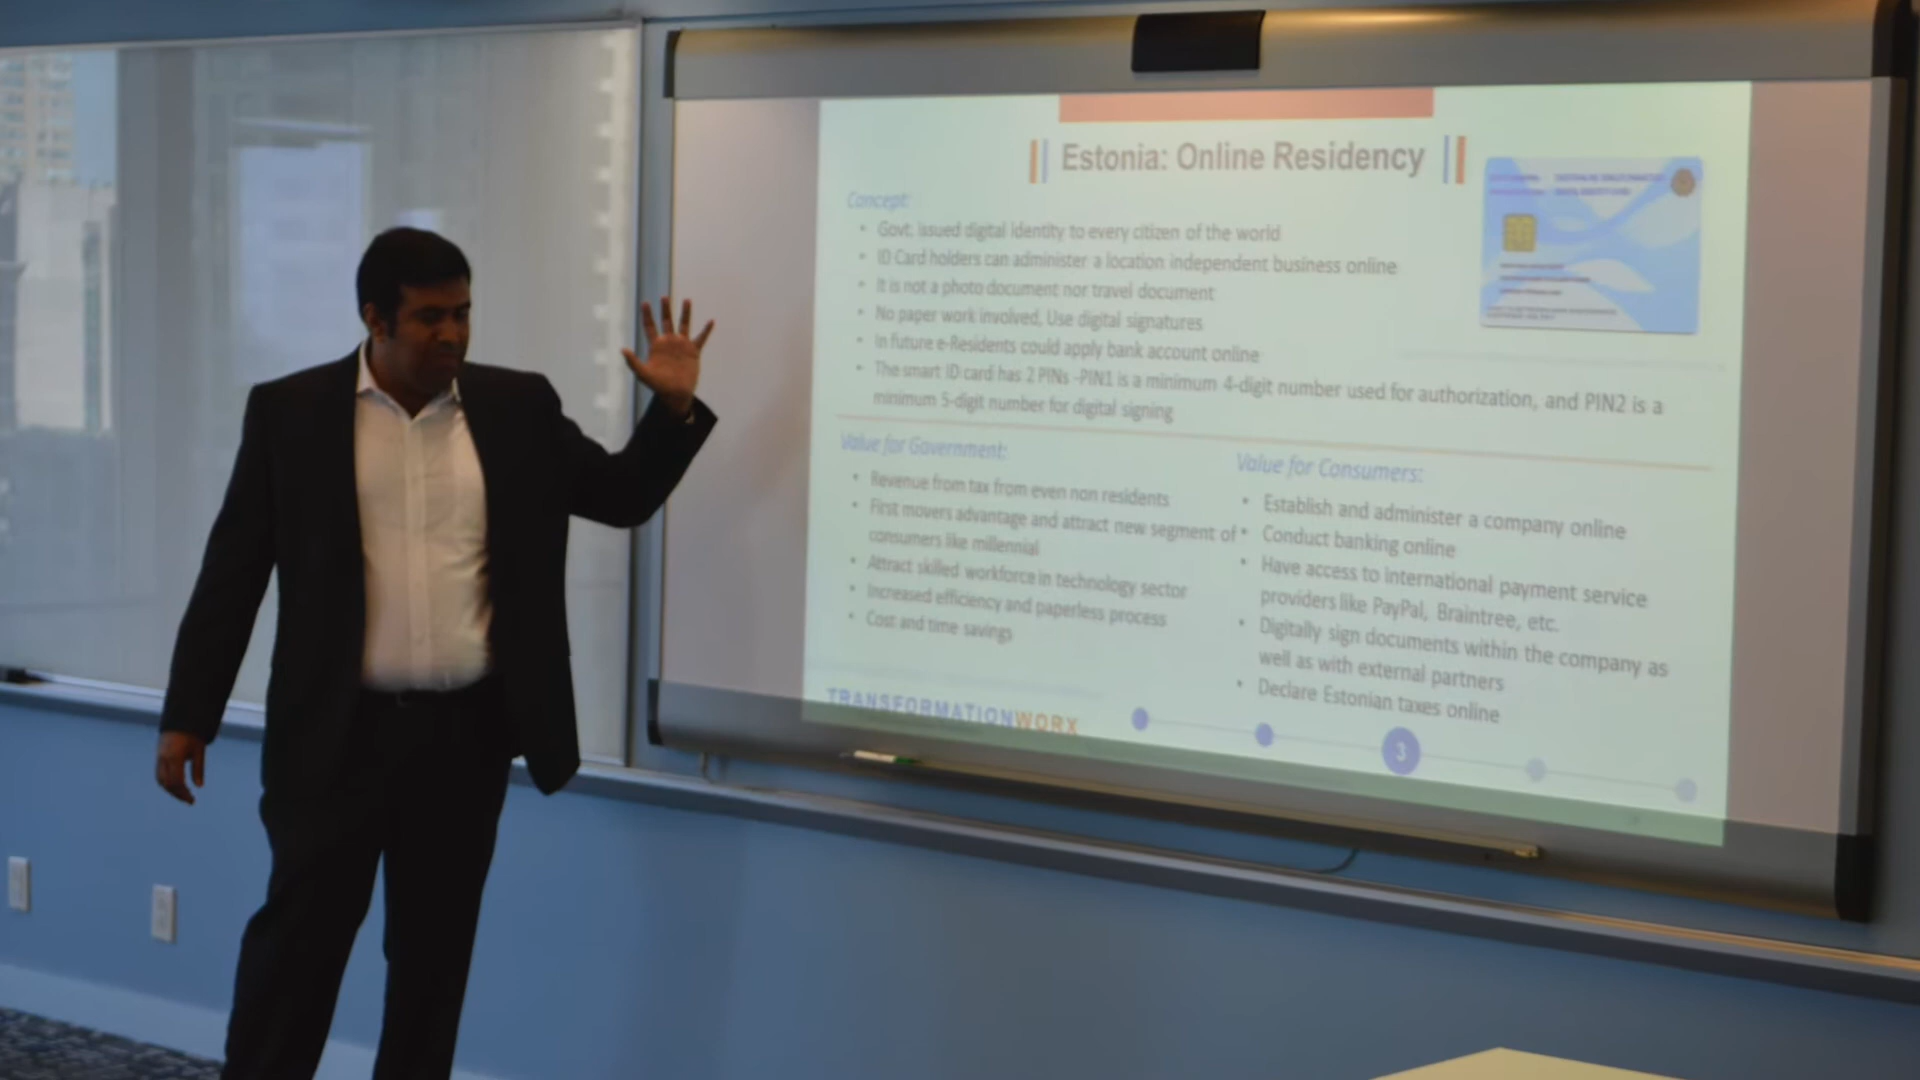 Estonia: Online Residency
Concept:
• Govt. issued digital identity to every citizen of the world
• ID Card holders can administer a location independent business online
• It is not a photo document nor travel document
• No paper work involved, Use digital signatures
• In future e-Residents could apply bank account online
• The smart ID card has 2 PINs -PIN1 is a minimum 4-digit number used for authorization, and PIN2 is a
minimum 5-digit number for digital signing
Value for Government:
• Revenue from tax from even non residents
• First movers advantage and attract new segment of
consumers like millennial
• Attract skilled workforce in technology sector
• Increased efficiency and paperless process
• Cost and time savings
Value for Consumers:
• Establish and administer a company online
• Conduct banking online
• Have access to international payment service
providers like PayPal, Braintree, etc.
• Digitally sign documents within the company as
well as with external partners
• Declare Estonian taxes online
TRANSFORMATIONWORX
3